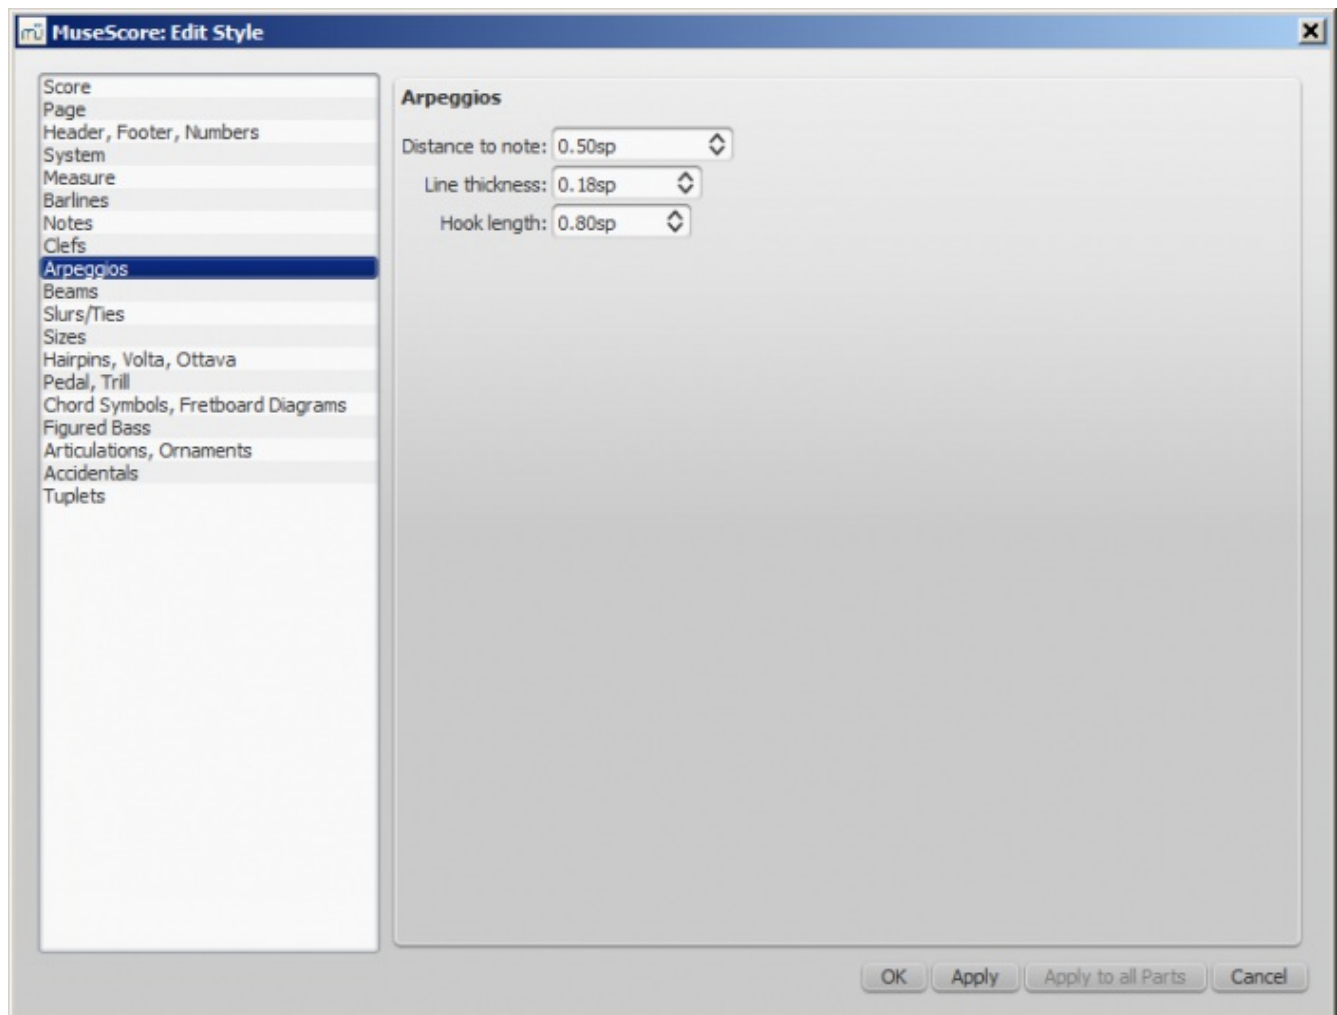 mü MuseScore: Edit Style
Score
Page
Header, Footer, Numbers
System
Measure
Barlines
Notes
Clefs
Arpeggios
Beams
Slurs/Ties
Sizes
Hairpins, Volta, Ottava
Pedal, Trill
Chord Symbols, Fretboard Diagrams
Figured Bass
Articulations, Ornaments
Accidentals
Tuplets
Arpeggios
Distance to note: 0.50sp
Line thickness: 0.18sp
Hook length: 0.80sp
OK Apply Apply to all Parts Cancel